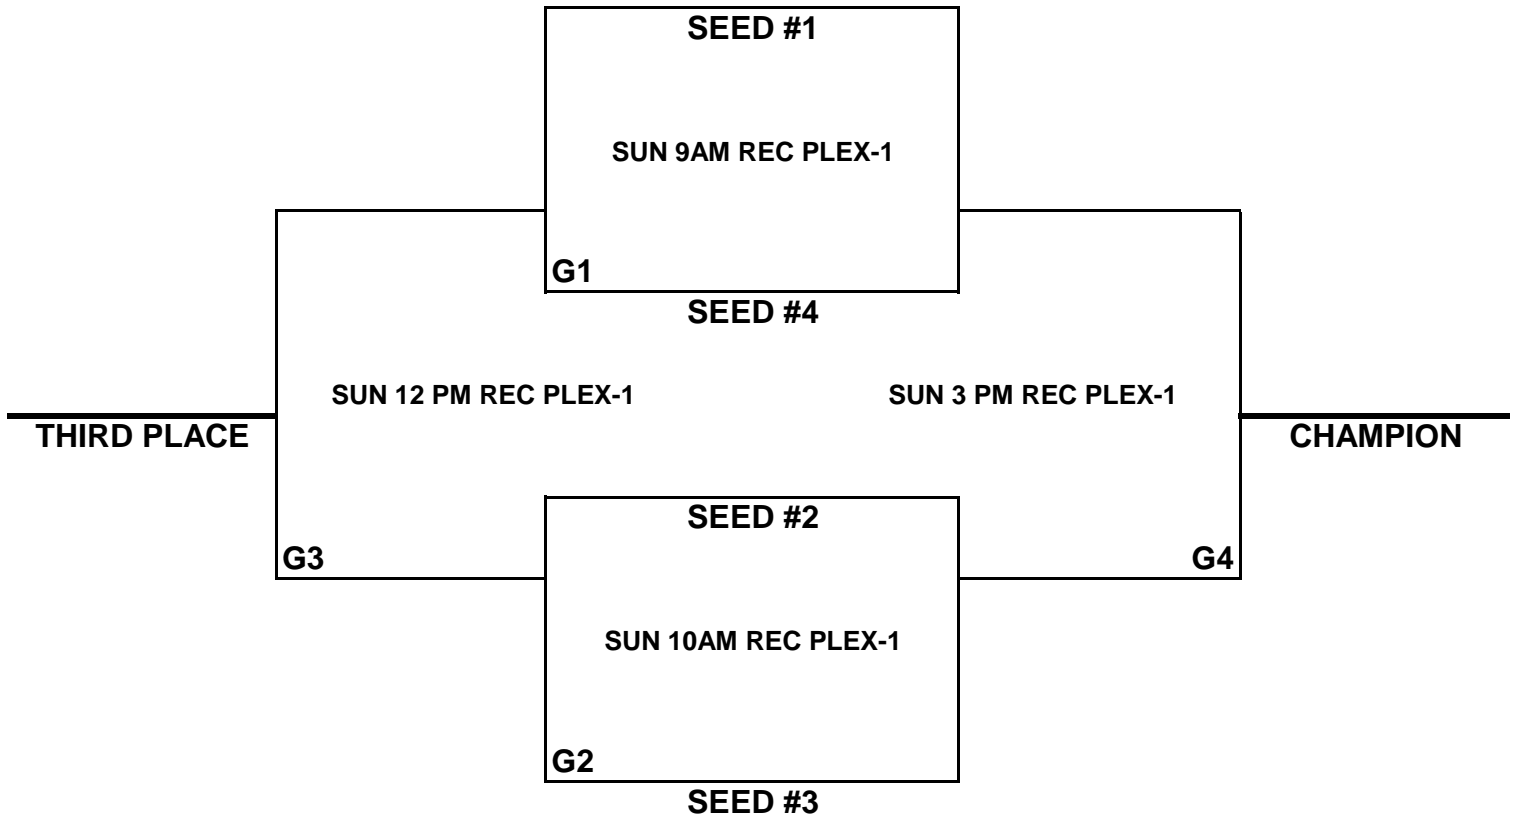 SEED #1
SUN 9AM REC PLEX-1
G1
SEED #4
SUN 12 PM REC PLEX-1
SUN 3 PM REC PLEX-1
THIRD PLACE
CHAMPION
SEED #2
G3
G4
SUN 10AM REC PLEX-1
G2
SEED #3